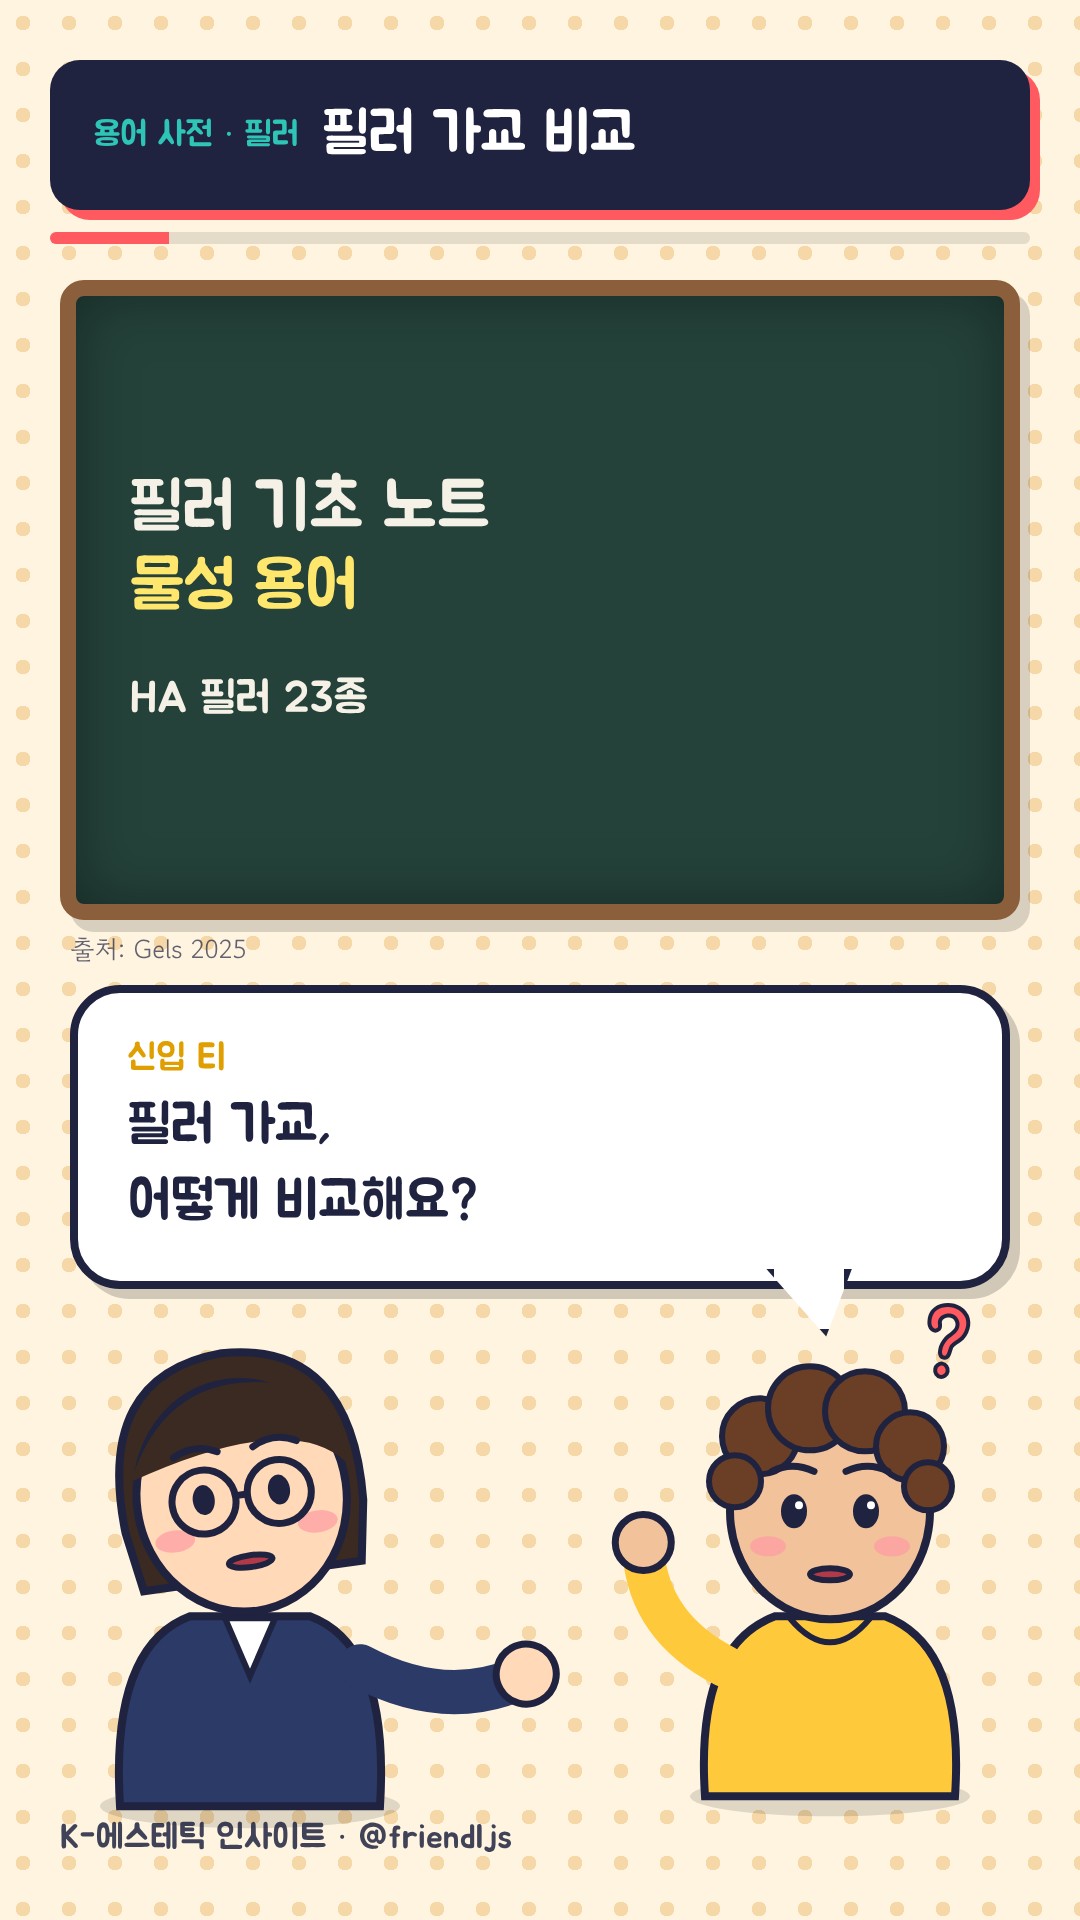 용어 사전 · 필러 필러 가교 비교
필러 기초 노트
물성 용어
HA 필러 23종
출처: Gels 2025
신입 티
필러 가교,
어떻게 비교해요?
?
K-에스테틱 인사이트 · @friendljs